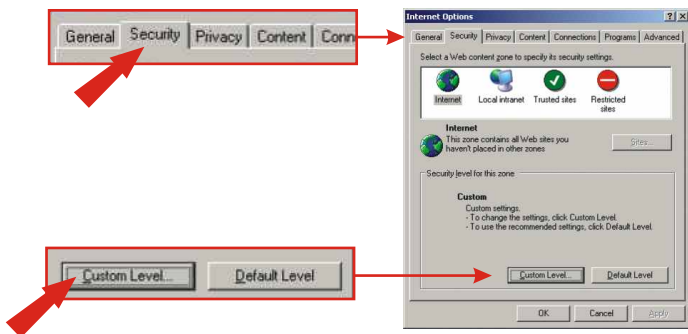 General Security Privacy Content Conn
Custom Level... Default Level
Internet Options
General Security Privacy Content Connections Programs Advanced
Select a Web content zone to specify its security settings.
Internet Local intranet Trusted sites Restricted
sites
Internet
This zone contains all Web sites you
haven't placed in other zones
Sites...
Security level for this zone
Custom
Custom settings.
- To change the settings, click Custom Level.
- To use the recommended settings, click Default Level.
Custom Level... Default Level
OK Cancel Apply